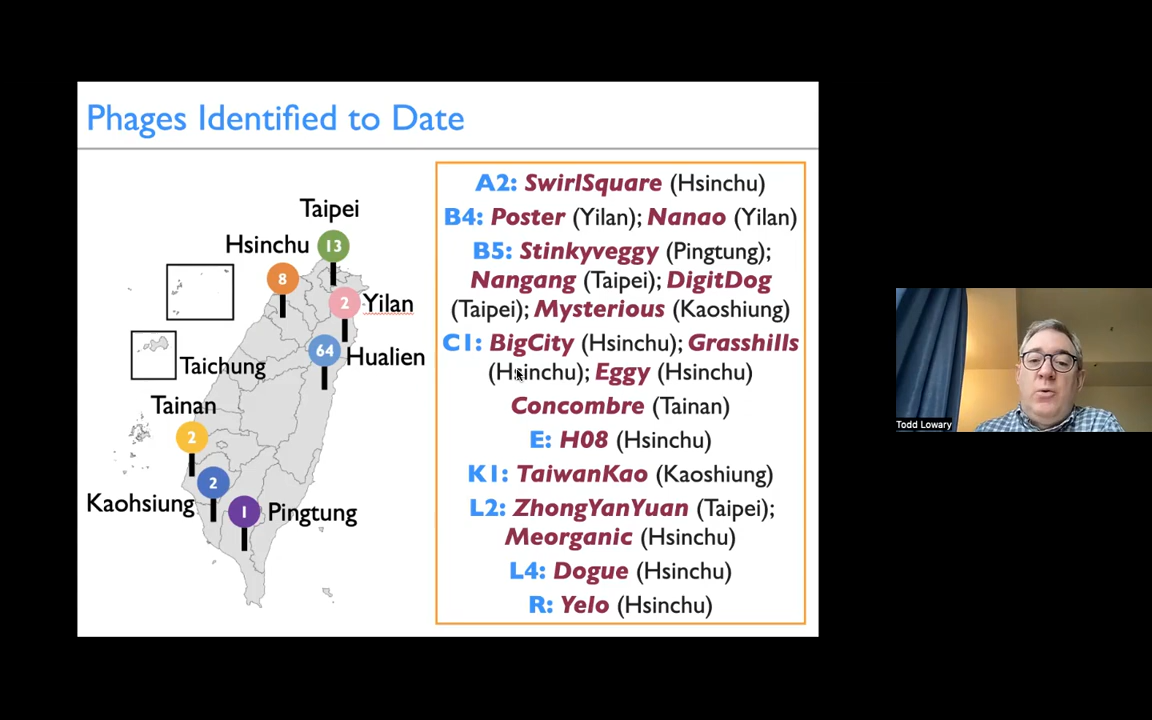 Phages Identified to Date
Taipei
Hsinchu
13
8
2
Yilan
64
Hualien
Taichung
Tainan
2
2
Kaohsiung
1
Pingtung
A2: SwirlSquare (Hsinchu)
B4: Poster (Yilan); Nanao (Yilan)
B5: Stinkyveggy (Pingtung);
Nangang (Taipei); DigitDog
(Taipei); Mysterious (Kaoshiung)
C1: BigCity (Hsinchu); Grasshills
(Hsinchu); Eggy (Hsinchu)
Concombre (Tainan)
E: H08 (Hsinchu)
K1: TaiwanKao (Kaoshiung)
L2: ZhongYanYuan (Taipei);
Meorganic (Hsinchu)
L4: Dogue (Hsinchu)
R: Yelo (Hsinchu)
Todd Lowary